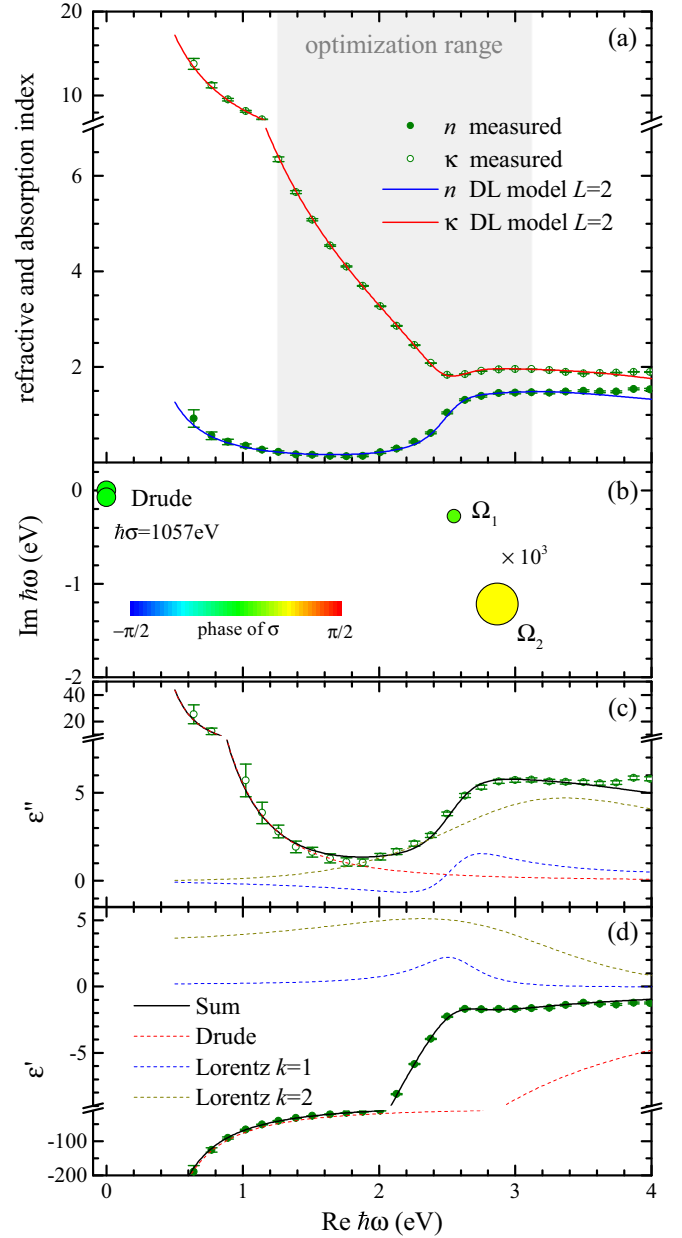 20
(a)
optimization range
10
n measured
κ measured
n DL model L=2
κ DL model L=2
6
4
2
refractive and absorption index
0
(b)
Drude
Ω1
ħσ=1057eV
× 10³
-1
−π/2 phase of σ π/2
Ω2
-2
Im ħω (eV)
40
(c)
20
5
0
ε''
5
(d)
0
Sum
Drude
-5
Lorentz k=1
Lorentz k=2
ε'
-100
-200
0 1 2 3 4
Re ħω (eV)